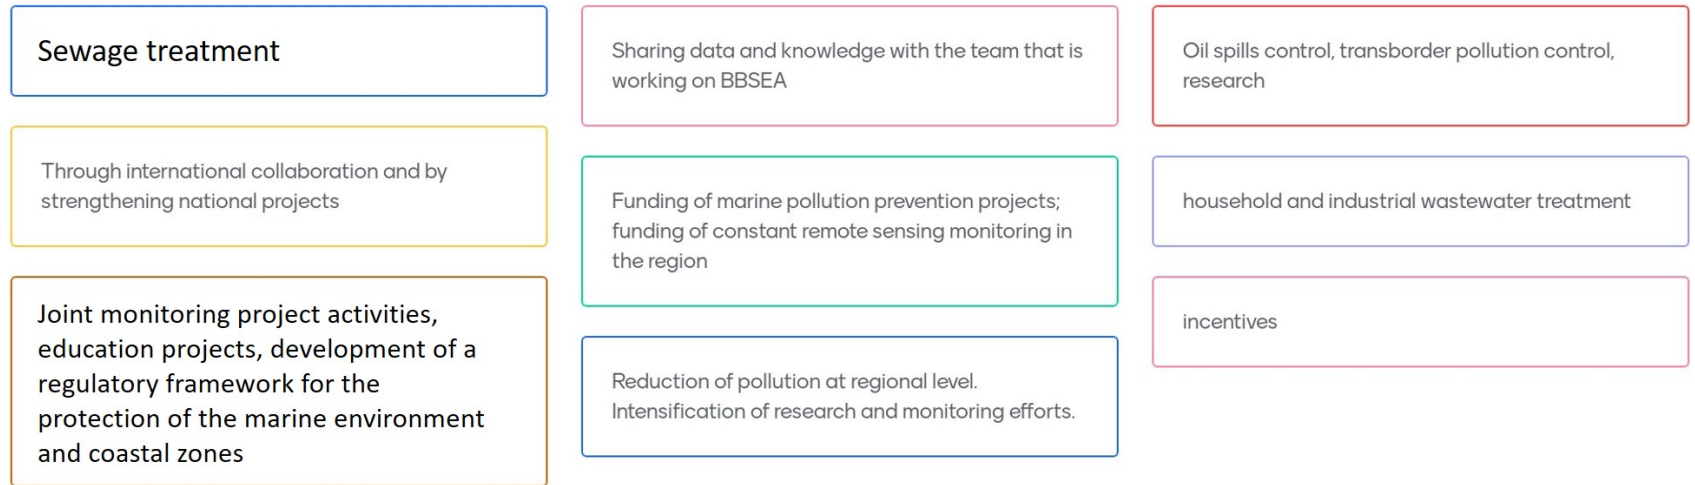 Sewage treatment
Through international collaboration and by
strengthening national projects
Joint monitoring project activities,
education projects, development of a
regulatory framework for the
protection of the marine environment
and coastal zones
Sharing data and knowledge with the team that is
working on BBSEA
Funding of marine pollution prevention projects;
funding of constant remote sensing monitoring in
the region
Reduction of pollution at regional level.
Intensification of research and monitoring efforts.
Oil spills control, transborder pollution control,
research
household and industrial wastewater treatment
incentives